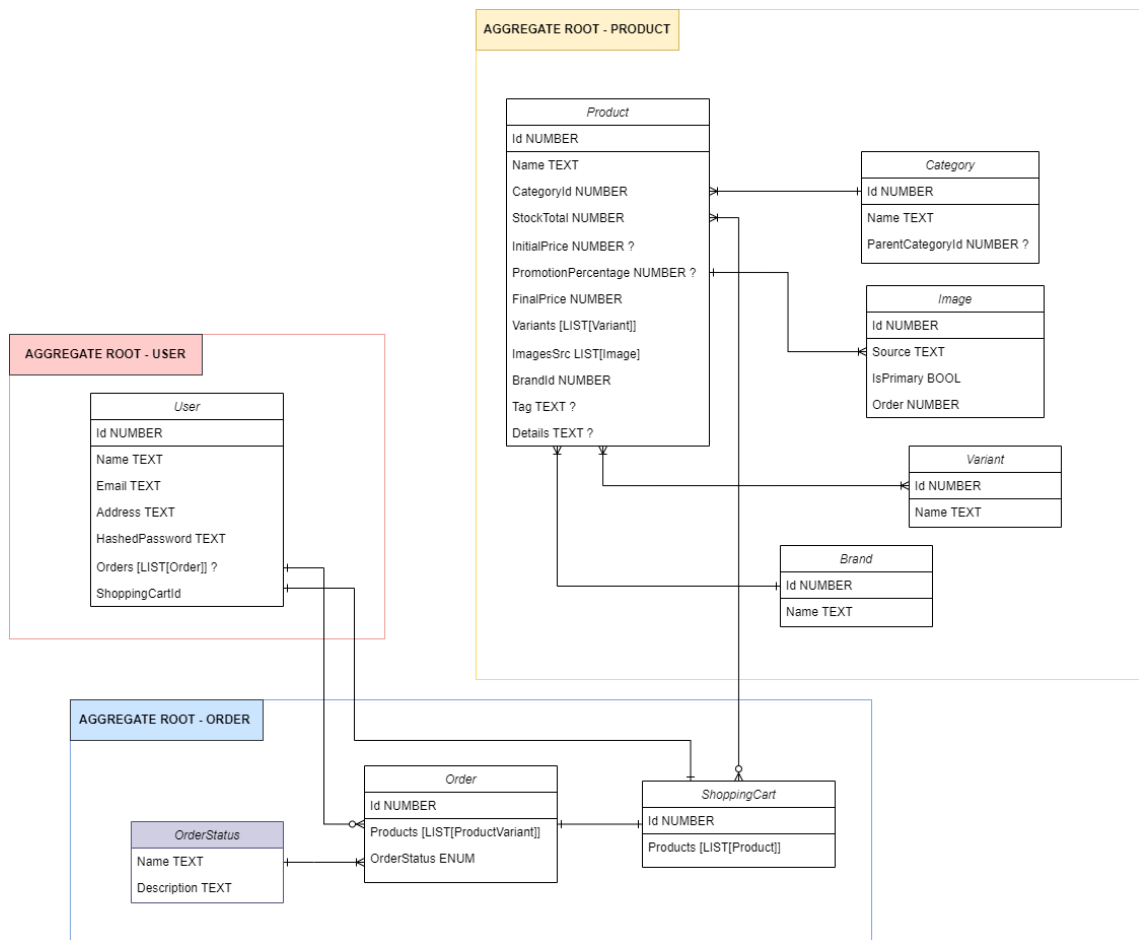 AGGREGATE ROOT - PRODUCT
Product
Id NUMBER
Name TEXT
CategoryId NUMBER
StockTotal NUMBER
InitialPrice NUMBER ?
PromotionPercentage NUMBER ?
FinalPrice NUMBER
Variants [LIST[Variant]]
ImagesSrc LIST[Image]
BrandId NUMBER
Tag TEXT ?
Details TEXT ?
Category
Id NUMBER
Name TEXT
ParentCategoryId NUMBER ?
Image
Id NUMBER
Source TEXT
IsPrimary BOOL
Order NUMBER
Variant
Id NUMBER
Name TEXT
Brand
Id NUMBER
Name TEXT
AGGREGATE ROOT - USER
User
Id NUMBER
Name TEXT
Email TEXT
Address TEXT
HashedPassword TEXT
Orders [LIST[Order]] ?
ShoppingCartId
AGGREGATE ROOT - ORDER
OrderStatus
Name TEXT
Description TEXT
Order
Id NUMBER
Products [LIST[ProductVariant]]
OrderStatus ENUM
ShoppingCart
Id NUMBER
Products [LIST[Product]]